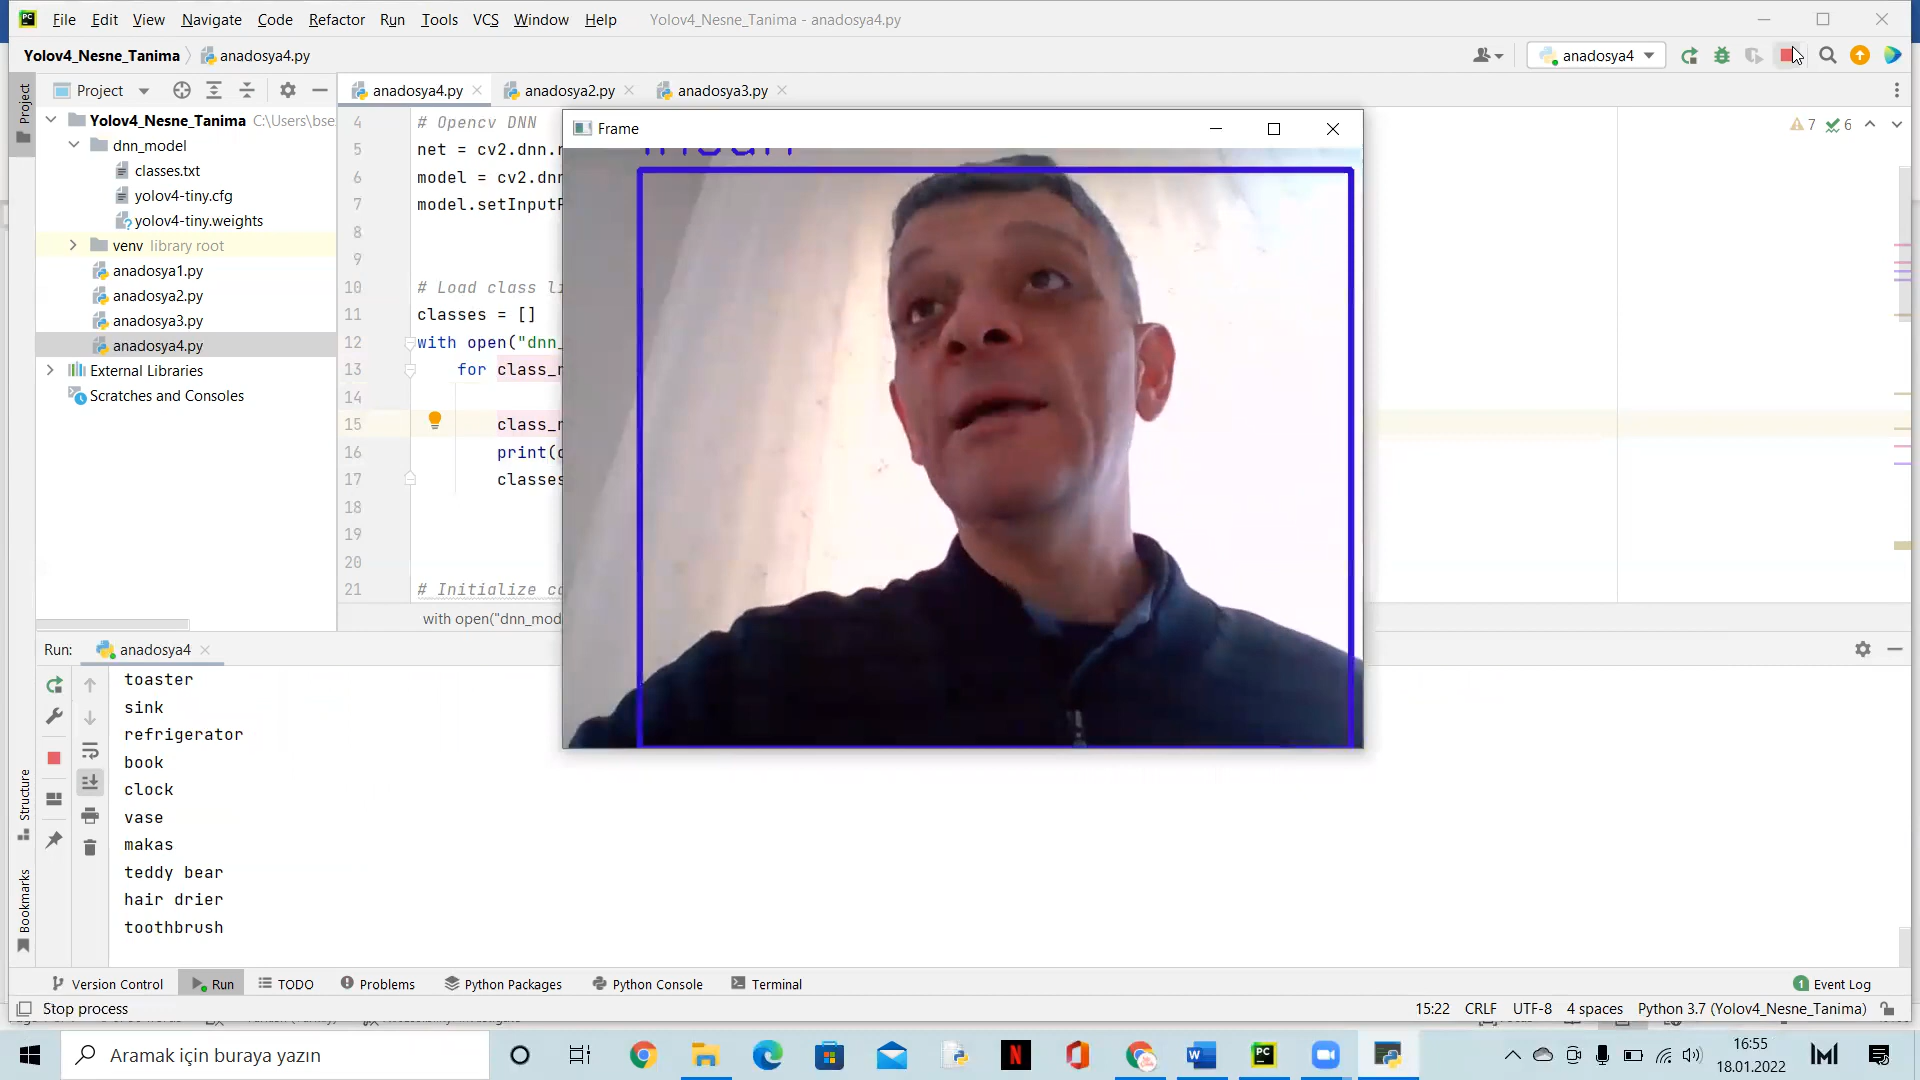 File Edit View Navigate Code Refactor Run Tools VCS Window Help Yolov4_Nesne_Tanima - anadosya4.py
Yolov4_Nesne_Tanima anadosya4.py
anadosya4
Project
Project
anadosya4.py
anadosya2.py
anadosya3.py
Yolov4_Nesne_Tanima C:\Users\bse
dnn_model
classes.txt
yolov4-tiny.cfg
yolov4-tiny.weights
venv library root
anadosya1.py
anadosya2.py
anadosya3.py
anadosya4.py
External Libraries
Scratches and Consoles
4 # Opencv DNN
5 net = cv2.dnn.
6 model = cv2.dnn
7 model.setInput
8
9
10 # Load class
11 classes = []
12 with open("dnn_
13 for class_
14
15 class_
16 print(
17 classes
18
19
20
21 # Initialize
with open("dnn_mod
7 6
Frame
Run: anadosya4
toaster
sink
refrigerator
book
clock
vase
makas
teddy bear
hair drier
toothbrush
Structure
Bookmarks
Version Control Run TODO Problems Python Packages Python Console Terminal
1 Event Log
Stop process
15:22 CRLF UTF-8 4 spaces Python 3.7 (Yolov4_Nesne_Tanima)
Aramak için buraya yazın
16:55
18.01.2022